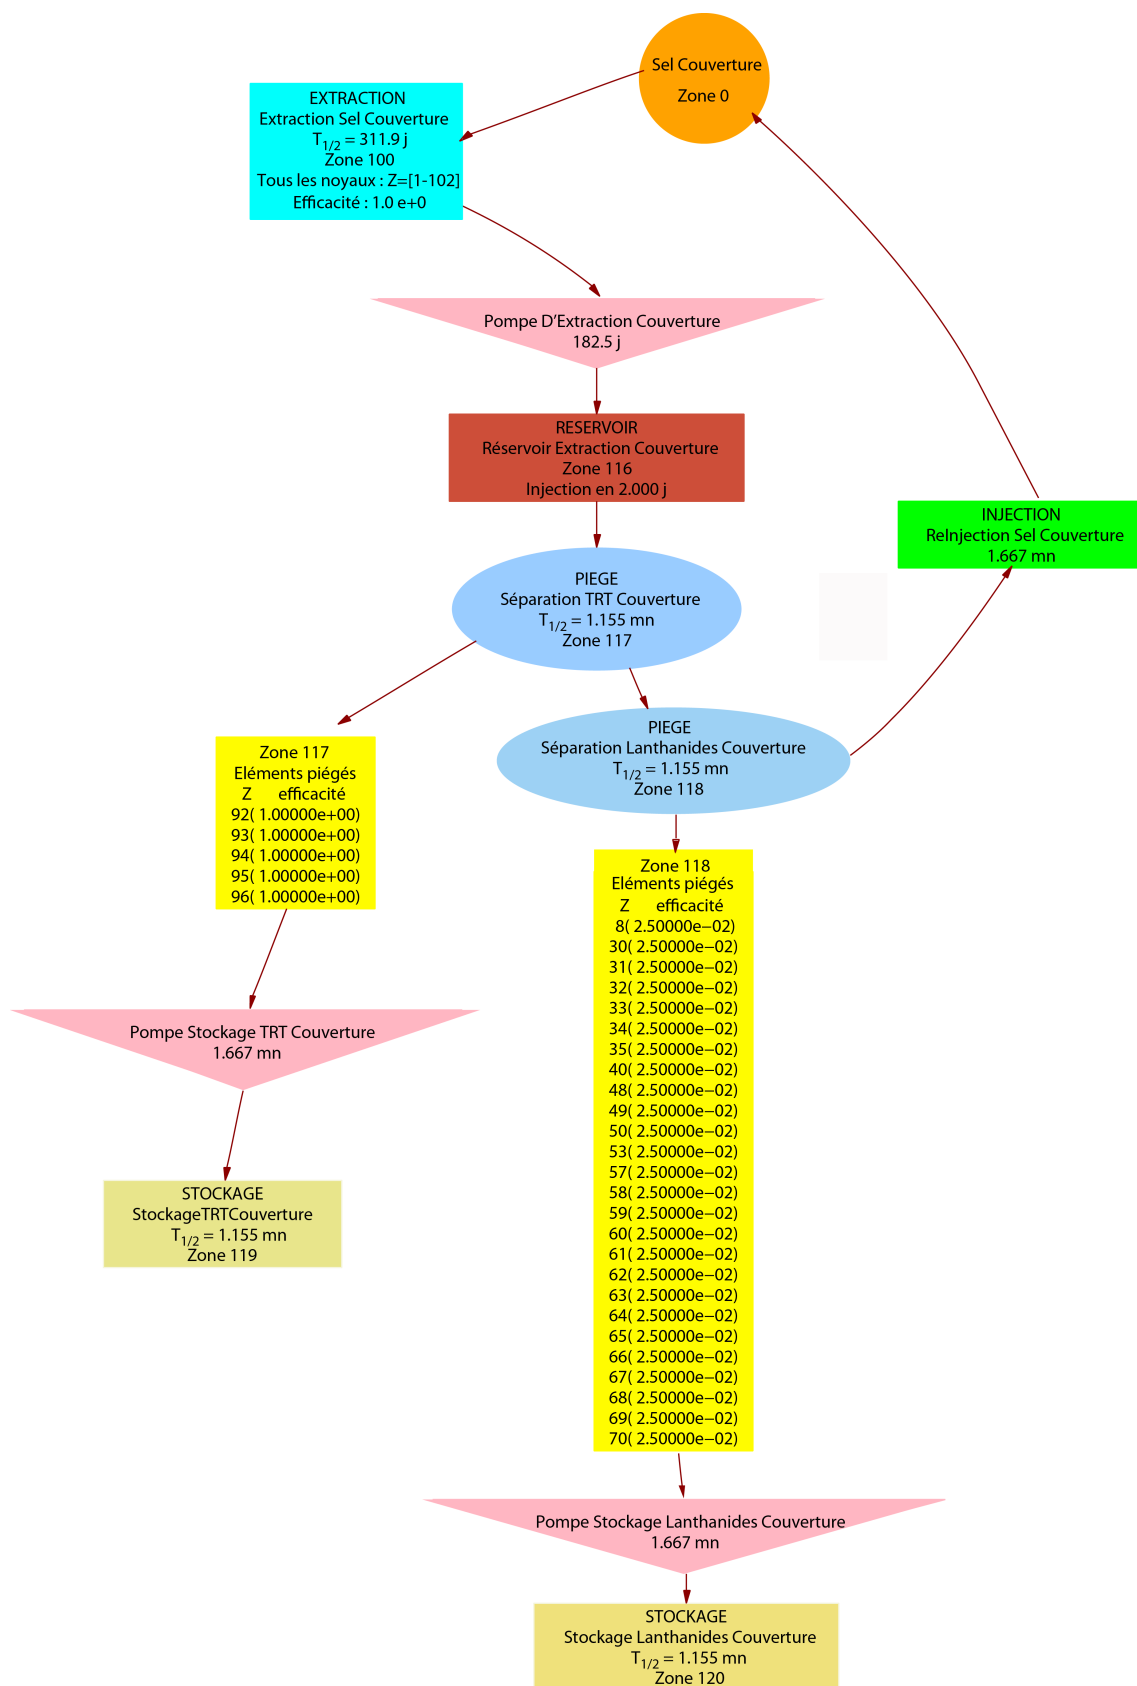 Sel Couverture
Zone 0
EXTRACTION
Extraction Sel Couverture
T1/2 = 311.9 j
Zone 100
Tous les noyaux : Z=[1-102]
Efficacité : 1.0 e+0
Pompe D’Extraction Couverture
182.5 j
RESERVOIR
Réservoir Extraction Couverture
Zone 116
Injection en 2.000 j
INJECTION
ReInjection Sel Couverture
1.667 mn
PIEGE
Séparation TRT Couverture
T1/2 = 1.155 mn
Zone 117
PIEGE
Séparation Lanthanides Couverture
T1/2 = 1.155 mn
Zone 118
Zone 117
Eléments piégés
Z efficacité
92( 1.00000e+00)
93( 1.00000e+00)
94( 1.00000e+00)
95( 1.00000e+00)
96( 1.00000e+00)
Pompe Stockage TRT Couverture
1.667 mn
STOCKAGE
StockageTRTCouverture
T1/2 = 1.155 mn
Zone 119
Zone 118
Eléments piégés
Z efficacité
8( 2.50000e−02)
30( 2.50000e−02)
31( 2.50000e−02)
32( 2.50000e−02)
33( 2.50000e−02)
34( 2.50000e−02)
35( 2.50000e−02)
40( 2.50000e−02)
48( 2.50000e−02)
49( 2.50000e−02)
50( 2.50000e−02)
53( 2.50000e−02)
57( 2.50000e−02)
58( 2.50000e−02)
59( 2.50000e−02)
60( 2.50000e−02)
61( 2.50000e−02)
62( 2.50000e−02)
63( 2.50000e−02)
64( 2.50000e−02)
65( 2.50000e−02)
66( 2.50000e−02)
67( 2.50000e−02)
68( 2.50000e−02)
69( 2.50000e−02)
70( 2.50000e−02)
Pompe Stockage Lanthanides Couverture
1.667 mn
STOCKAGE
Stockage Lanthanides Couverture
T1/2 = 1.155 mn
Zone 120